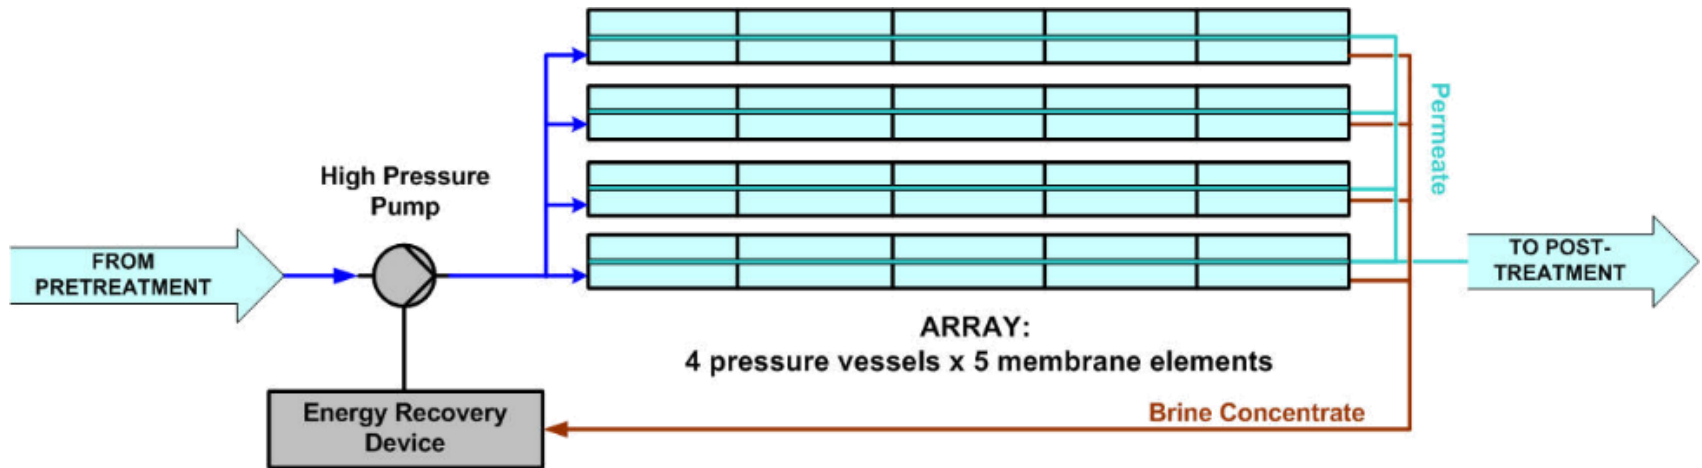 High Pressure
Pump
FROM
PRETREATMENT
Permeate
TO POST-
TREATMENT
ARRAY:
4 pressure vessels x 5 membrane elements
Energy Recovery
Device
Brine Concentrate